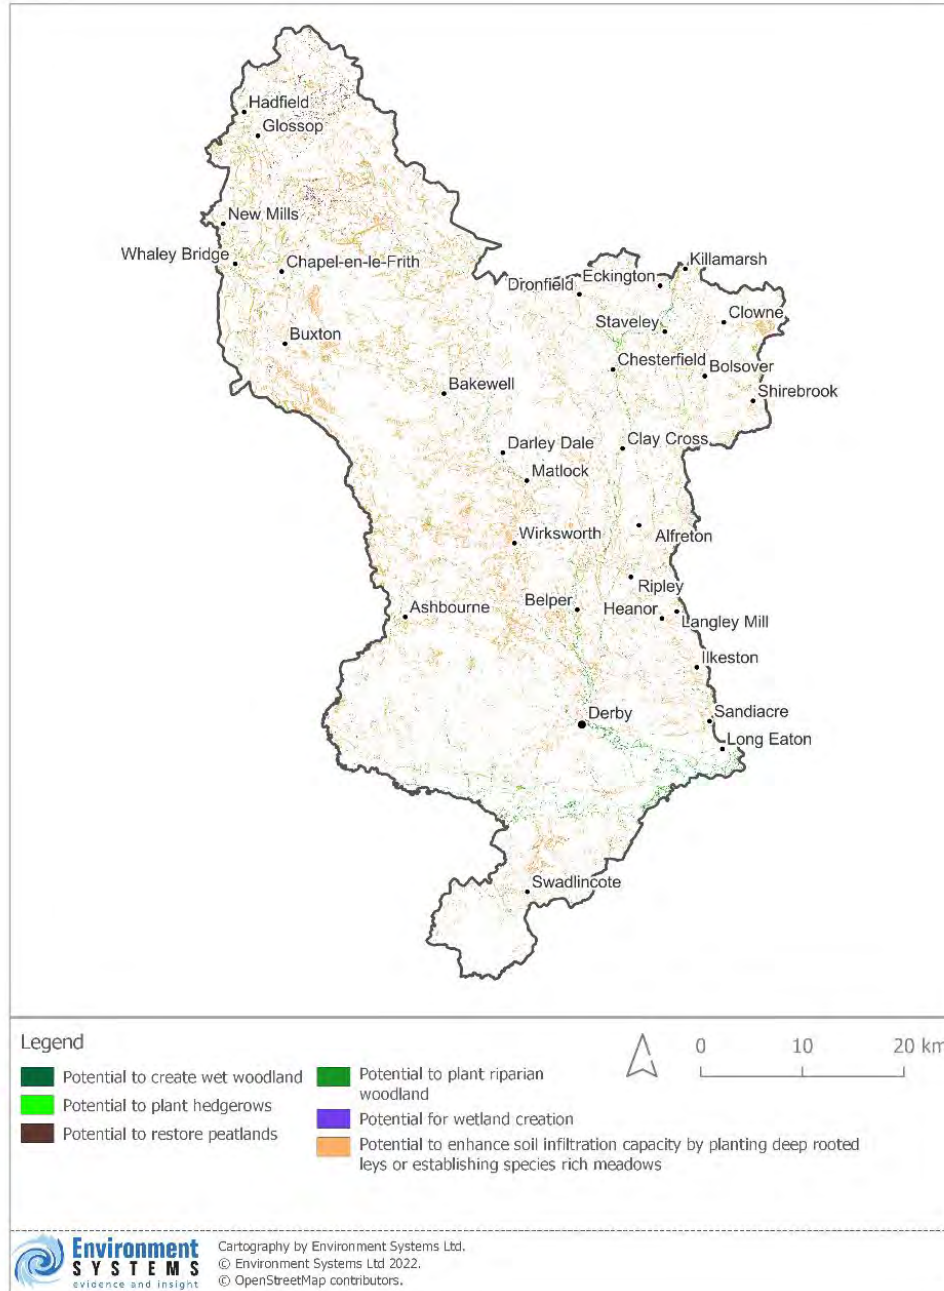 Hadfield
Glossop
New Mills
Whaley Bridge
Chapel-en-le-Frith
Killamarsh
Eckington
Dronfield
Clowne
Staveley
Buxton
Chesterfield
Bolsover
Bakewell
Shirebrook
Darley Dale
Clay Cross
Matlock
Wirksworth
Alfreton
Ripley
Belper
Heanor
Ashbourne
Langley Mill
Ilkeston
Derby
Sandiacre
Long Eaton
Swadlincote
Legend
Potential to create wet woodland
Potential to plant hedgerows
Potential to restore peatlands
Potential to plant riparian
woodland
Potential for wetland creation
Potential to enhance soil infiltration capacity by planting deep rooted
leys or establishing species rich meadows
0 10 20 km
Environment
SYSTEMS
evidence and insight
Cartography by Environment Systems Ltd.
© Environment Systems Ltd 2022.
© OpenStreetMap contributors.